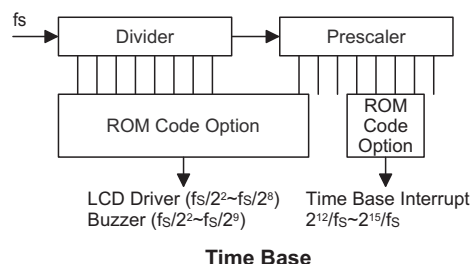 fs
Divider
Prescaler
ROM Code Option
ROM
Code
Option
LCD Driver (fs/2²~fs/2⁸)
Buzzer (fs/2²~fs/2⁹)
Time Base Interrupt
2¹²/fs~2¹⁵/fs
Time Base